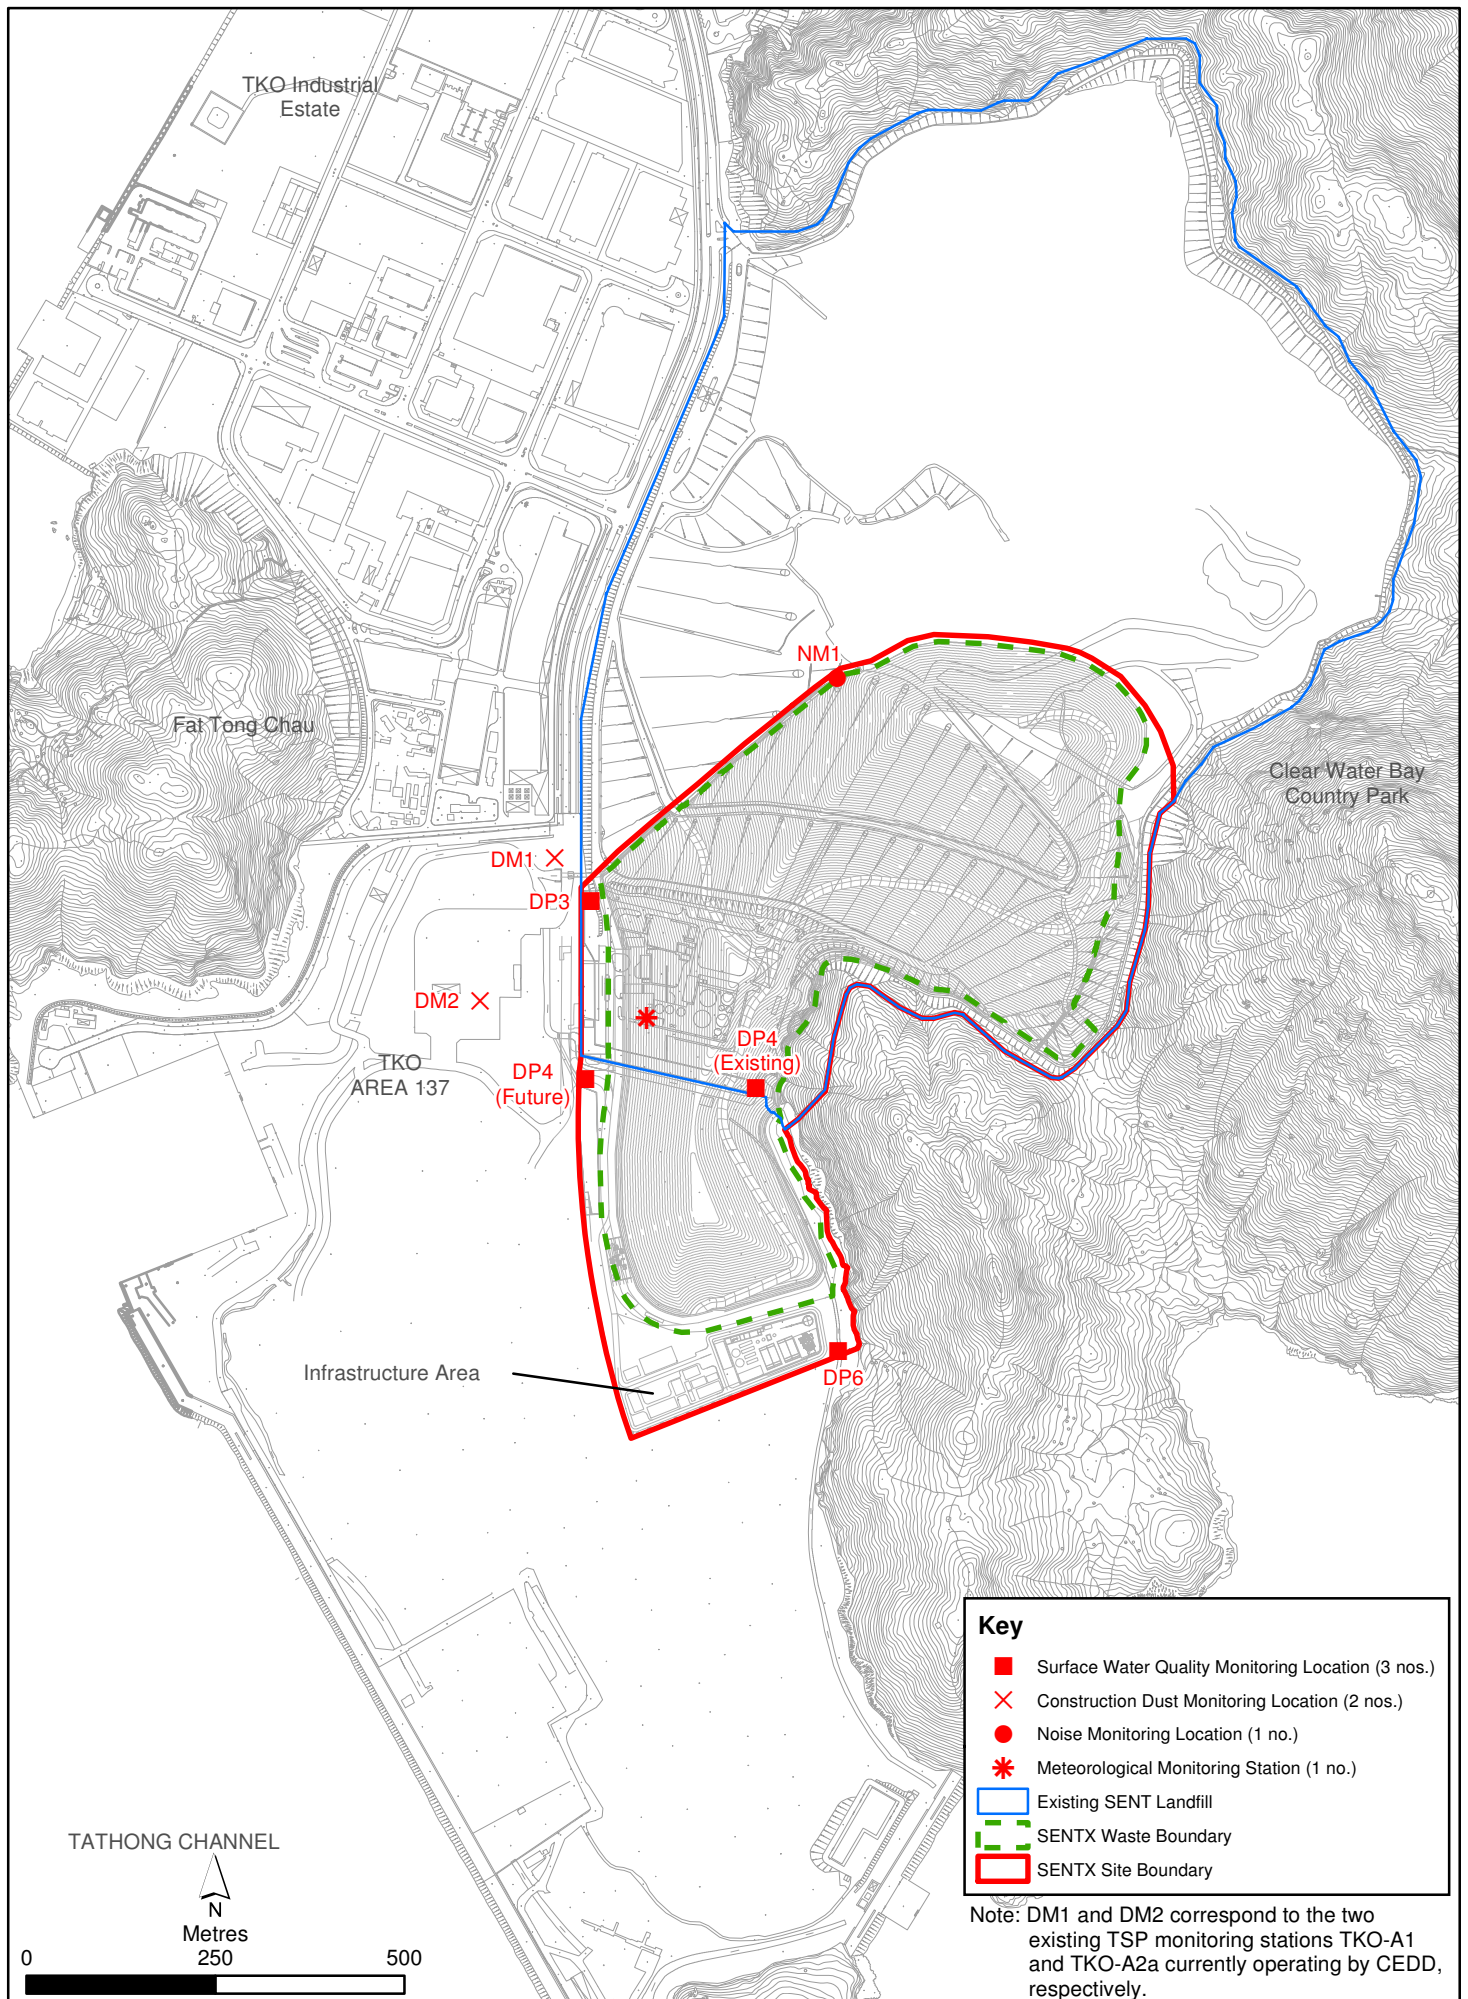 TKO Industrial
Estate
NM1
Fat Tong Chau
Clear Water Bay
Country Park
DM1
DP3
DM2
DP4
(Existing)
TKO
AREA 137
DP4
(Future)
Infrastructure Area
DP6
Key
Surface Water Quality Monitoring Location (3 nos.)
Construction Dust Monitoring Location (2 nos.)
Noise Monitoring Location (1 no.)
Meteorological Monitoring Station (1 no.)
Existing SENT Landfill
SENTX Waste Boundary
SENTX Site Boundary
TATHONG CHANNEL
N
Metres
0 250 500
Note: DM1 and DM2 correspond to the two
existing TSP monitoring stations TKO-A1
and TKO-A2a currently operating by CEDD,
respectively.